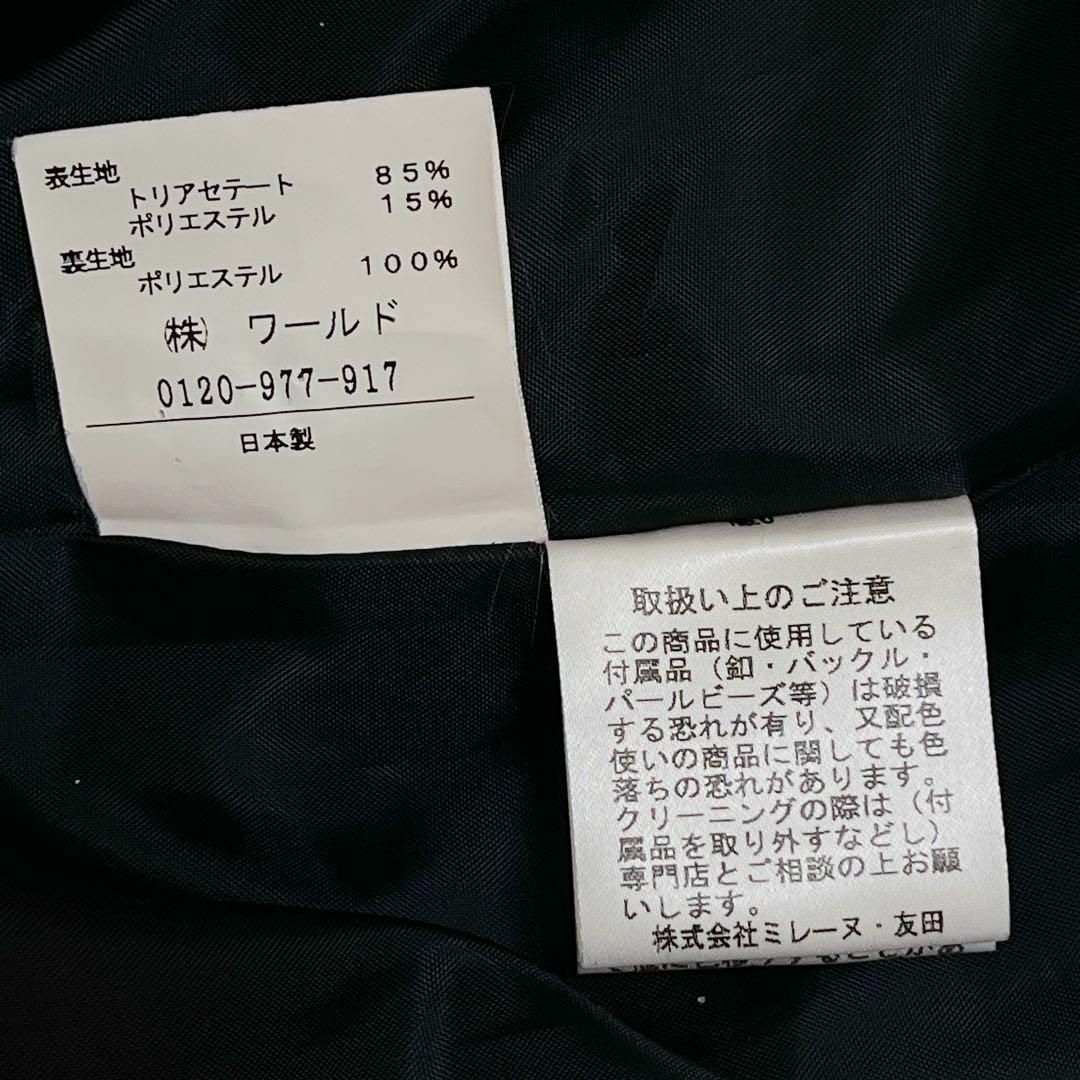 表生地
トリアセテート 85%
ポリエステル 15%
裏生地
ポリエステル 100%
㈱ ワールド
0120-977-917
日本製
取扱い上のご注意
この商品に使用している
付属品（釦・バックル・
パールビーズ等）は破損
する恐れが有り、又配色
使いの商品に関しても色
落ちの恐れがあります。
クリーニングの際は（付
属品を取り外すなどし）
専門店とご相談の上お願
いします。
株式会社ミレーヌ・友田